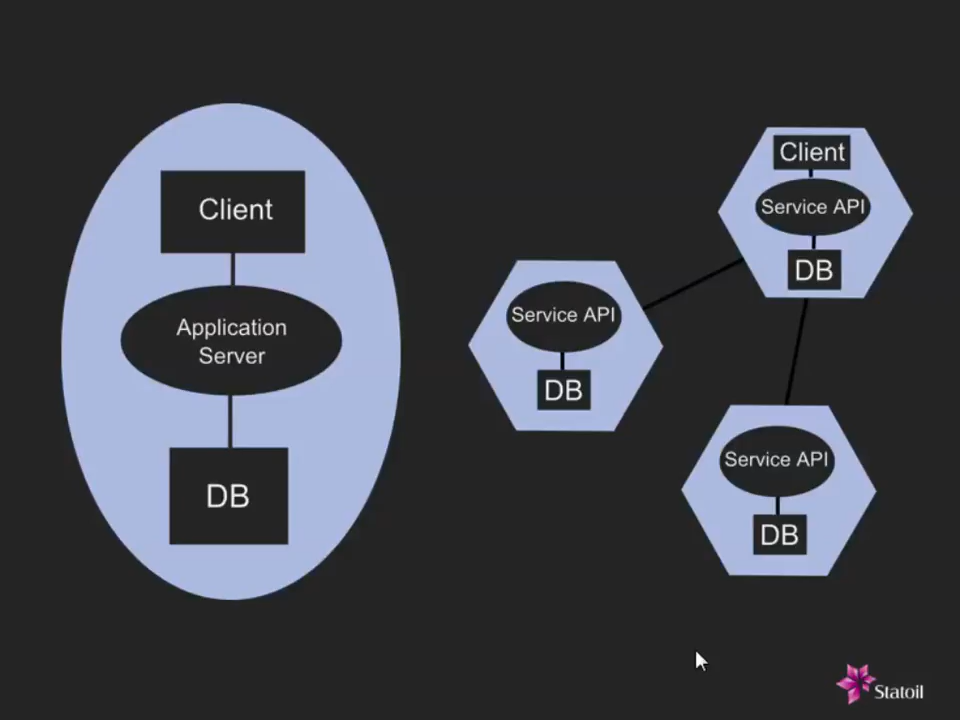 Client
Application
Server
DB
Service API
DB
Client
Service API
DB
Service API
DB
Statoil